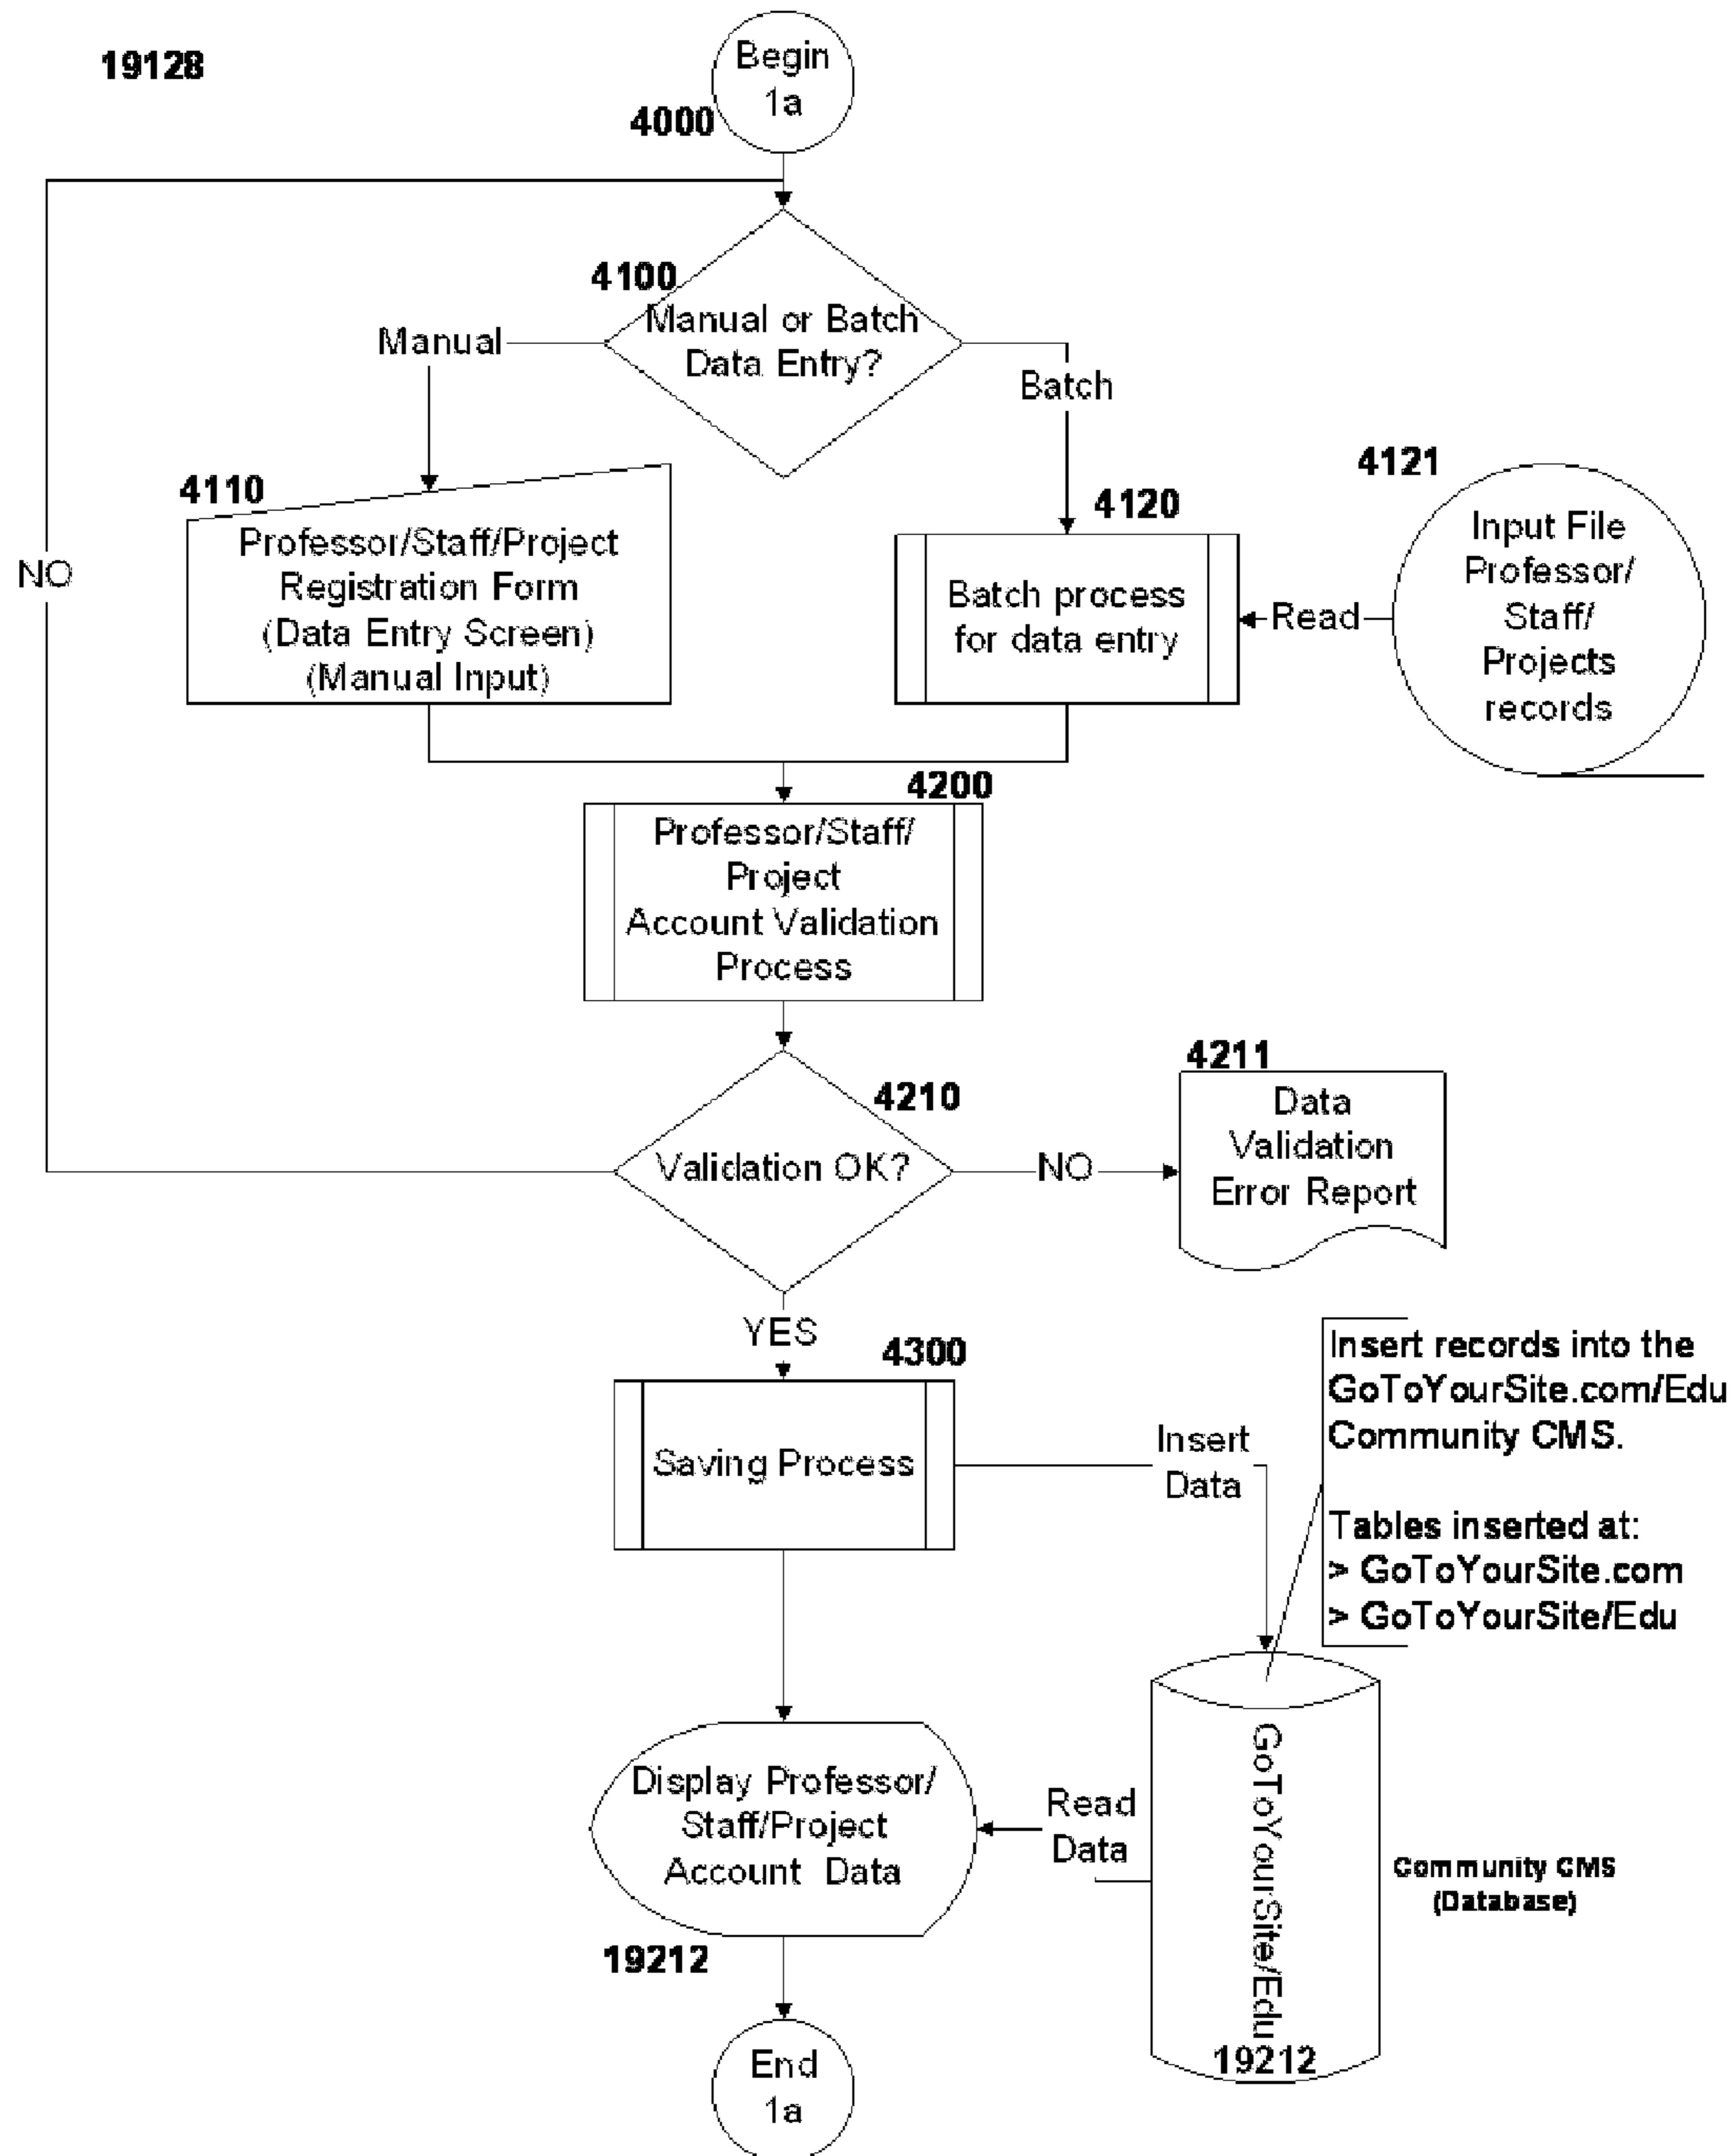 19128
Begin
1a
4000
4100
Manual or Batch
Data Entry?
Manual
Batch
4110
Professor/Staff/Project
Registration Form
(Data Entry Screen)
(Manual Input)
4120
Batch process
for data entry
Read
4121
Input File
Professor/
Staff/
Projects
records
NO
4200
Professor/Staff/
Project
Account Validation
Process
4210
Validation OK?
NO
4211
Data
Validation
Error Report
YES
4300
Saving Process
Insert
Data
Insert records into the
GoToYourSite.com/Edu
Community CMS.
Tables inserted at:
> GoToYourSite.com
> GoToYourSite/Edu
Display Professor/
Staff/Project
Account Data
19212
Read
Data
GoToYourSite/Edu
19212
Community CMS
(Database)
End
1a